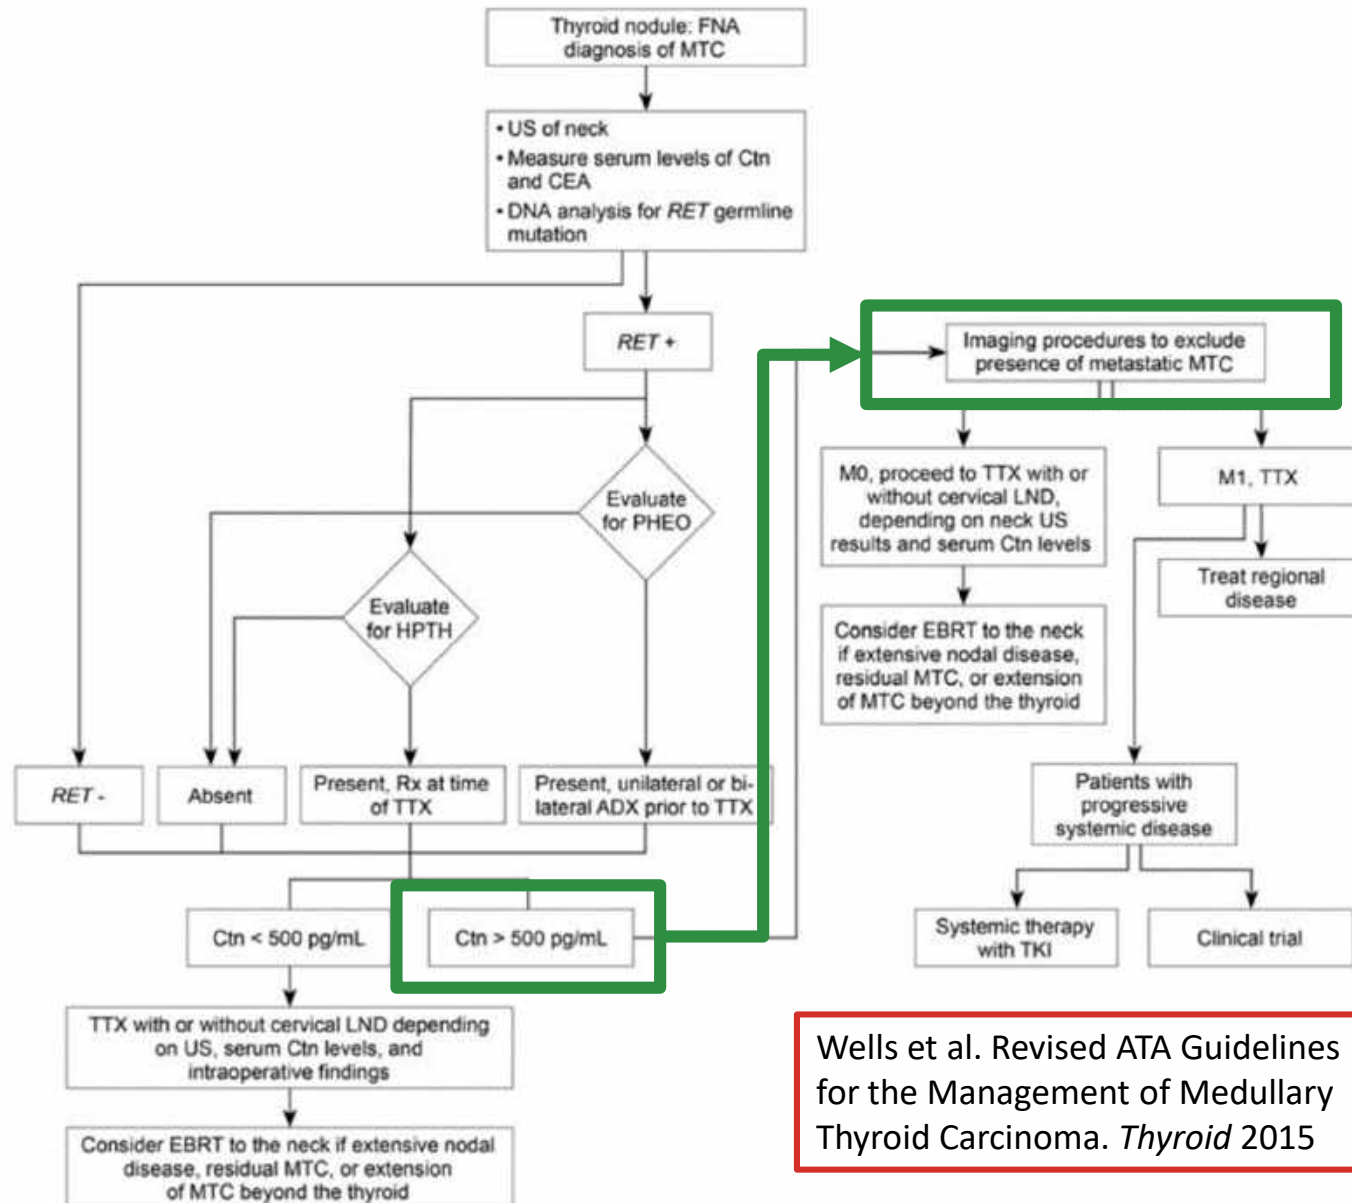 Thyroid nodule: FNA
diagnosis of MTC
• US of neck
• Measure serum levels of Ctn
and CEA
• DNA analysis for RET germline
mutation
RET +
Imaging procedures to exclude
presence of metastatic MTC
Evaluate
for PHEO
Evaluate
for HPTH
M0, proceed to TTX with or
without cervical LND,
depending on neck US
results and serum Ctn levels
M1, TTX
Treat regional
disease
Consider EBRT to the neck
if extensive nodal disease,
residual MTC, or extension
of MTC beyond the thyroid
RET -
Absent
Present, Rx at time
of TTX
Present, unilateral or bi-
lateral ADX prior to TTX
Patients with
progressive
systemic disease
Ctn < 500 pg/mL
Ctn > 500 pg/mL
Systemic therapy
with TKI
Clinical trial
TTX with or without cervical LND depending
on US, serum Ctn levels, and
intraoperative findings
Consider EBRT to the neck if extensive nodal
disease, residual MTC, or extension
of MTC beyond the thyroid
Wells et al. Revised ATA Guidelines
for the Management of Medullary
Thyroid Carcinoma. Thyroid 2015